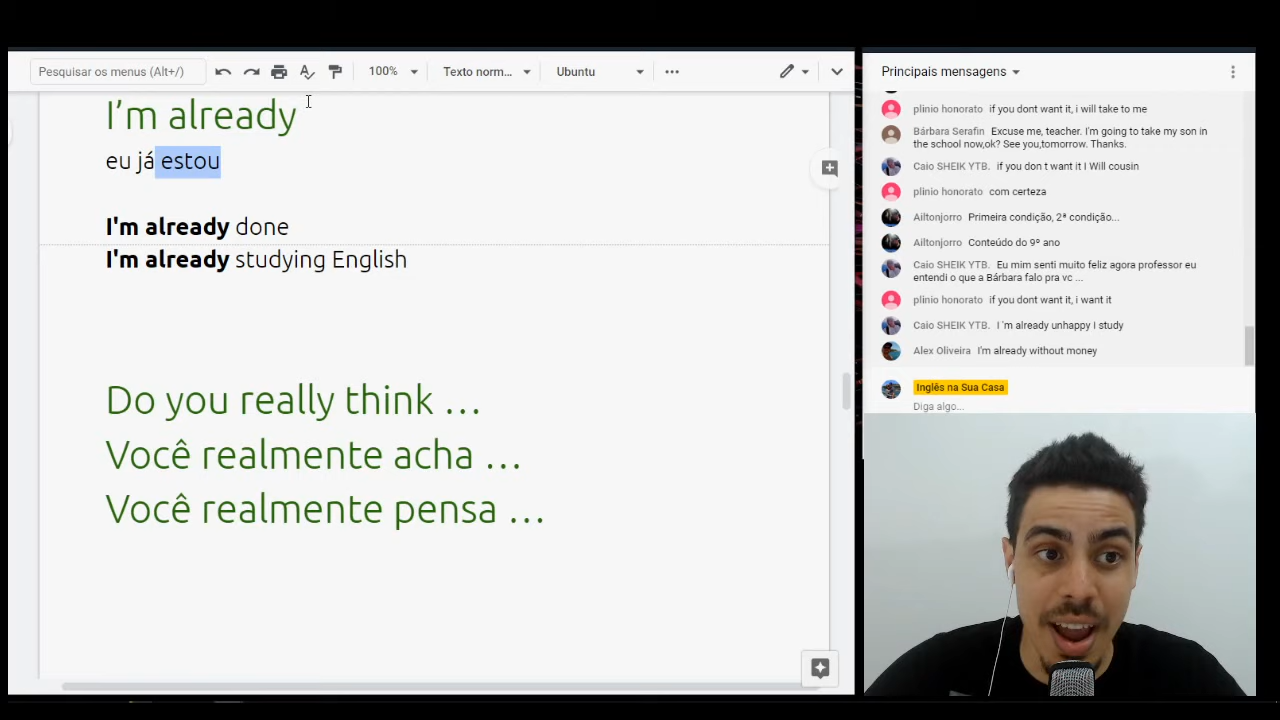 Pesquisar os menus (Alt+/)
100%
Texto norm...
Ubuntu
I'm already
eu já estou
I'm already done
I'm already studying English
Do you really think ...
Você realmente acha ...
Você realmente pensa ...
Principais mensagens
plinio honorato if you dont want it, i will take to me
Bárbara Serafin Excuse me, teacher. I'm going to take my son in
the school now,ok? See you,tomorrow. Thanks.
Caio SHEIK YTB. if you don t want it I Will cousin
plinio honorato com certeza
Ailtonjorro Primeira condição, 2ª condição...
Ailtonjorro Conteúdo do 9º ano
Caio SHEIK YTB. Eu mim senti muito feliz agora professor eu
entendi o que a Bárbara falo pra vc ...
plinio honorato if you dont want it, i want it
Caio SHEIK YTB. I 'm already unhappy I study
Alex Oliveira I'm already without money
Inglês na Sua Casa
Diga algo...